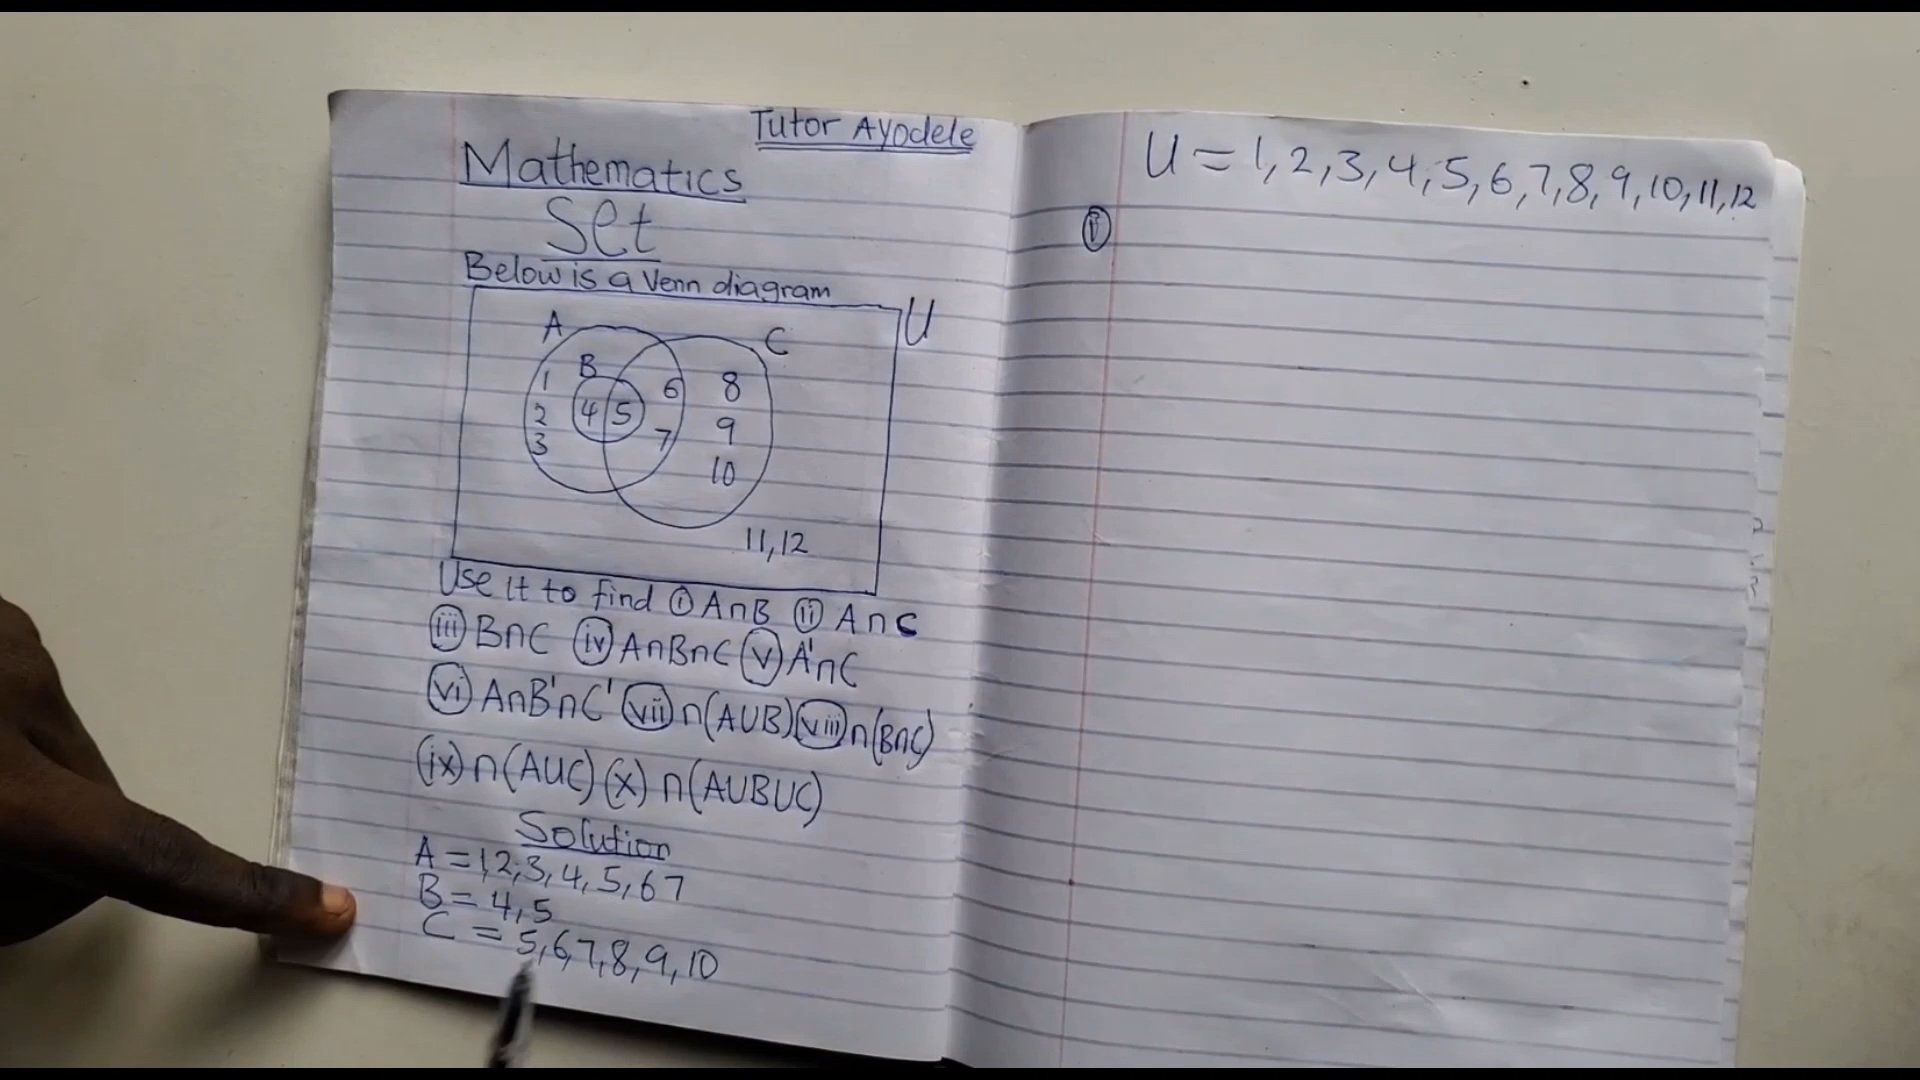 Tutor Ayodele
Mathematics
Set
Below is a Venn diagram
U
A
C
B
1
6
8
4
5
2
9
3
7
10
11,12
Use it to find ⓘ A∩B ⓘⓘ A∩C
ⓘⓘⓘ B∩C (iv) A∩B∩C (v) A'∩C
(vi) A∩B'∩C' (vii) n(AUB) (viii) n(B∩C)
(ix) n(AUC) (x) n(AUBUC)
Solution
A = 1,2,3,4,5,6 7
B = 4,5
C = 5,6,7,8,9,10
U = 1,2,3,4,5,6,7,8,9,10,11,12